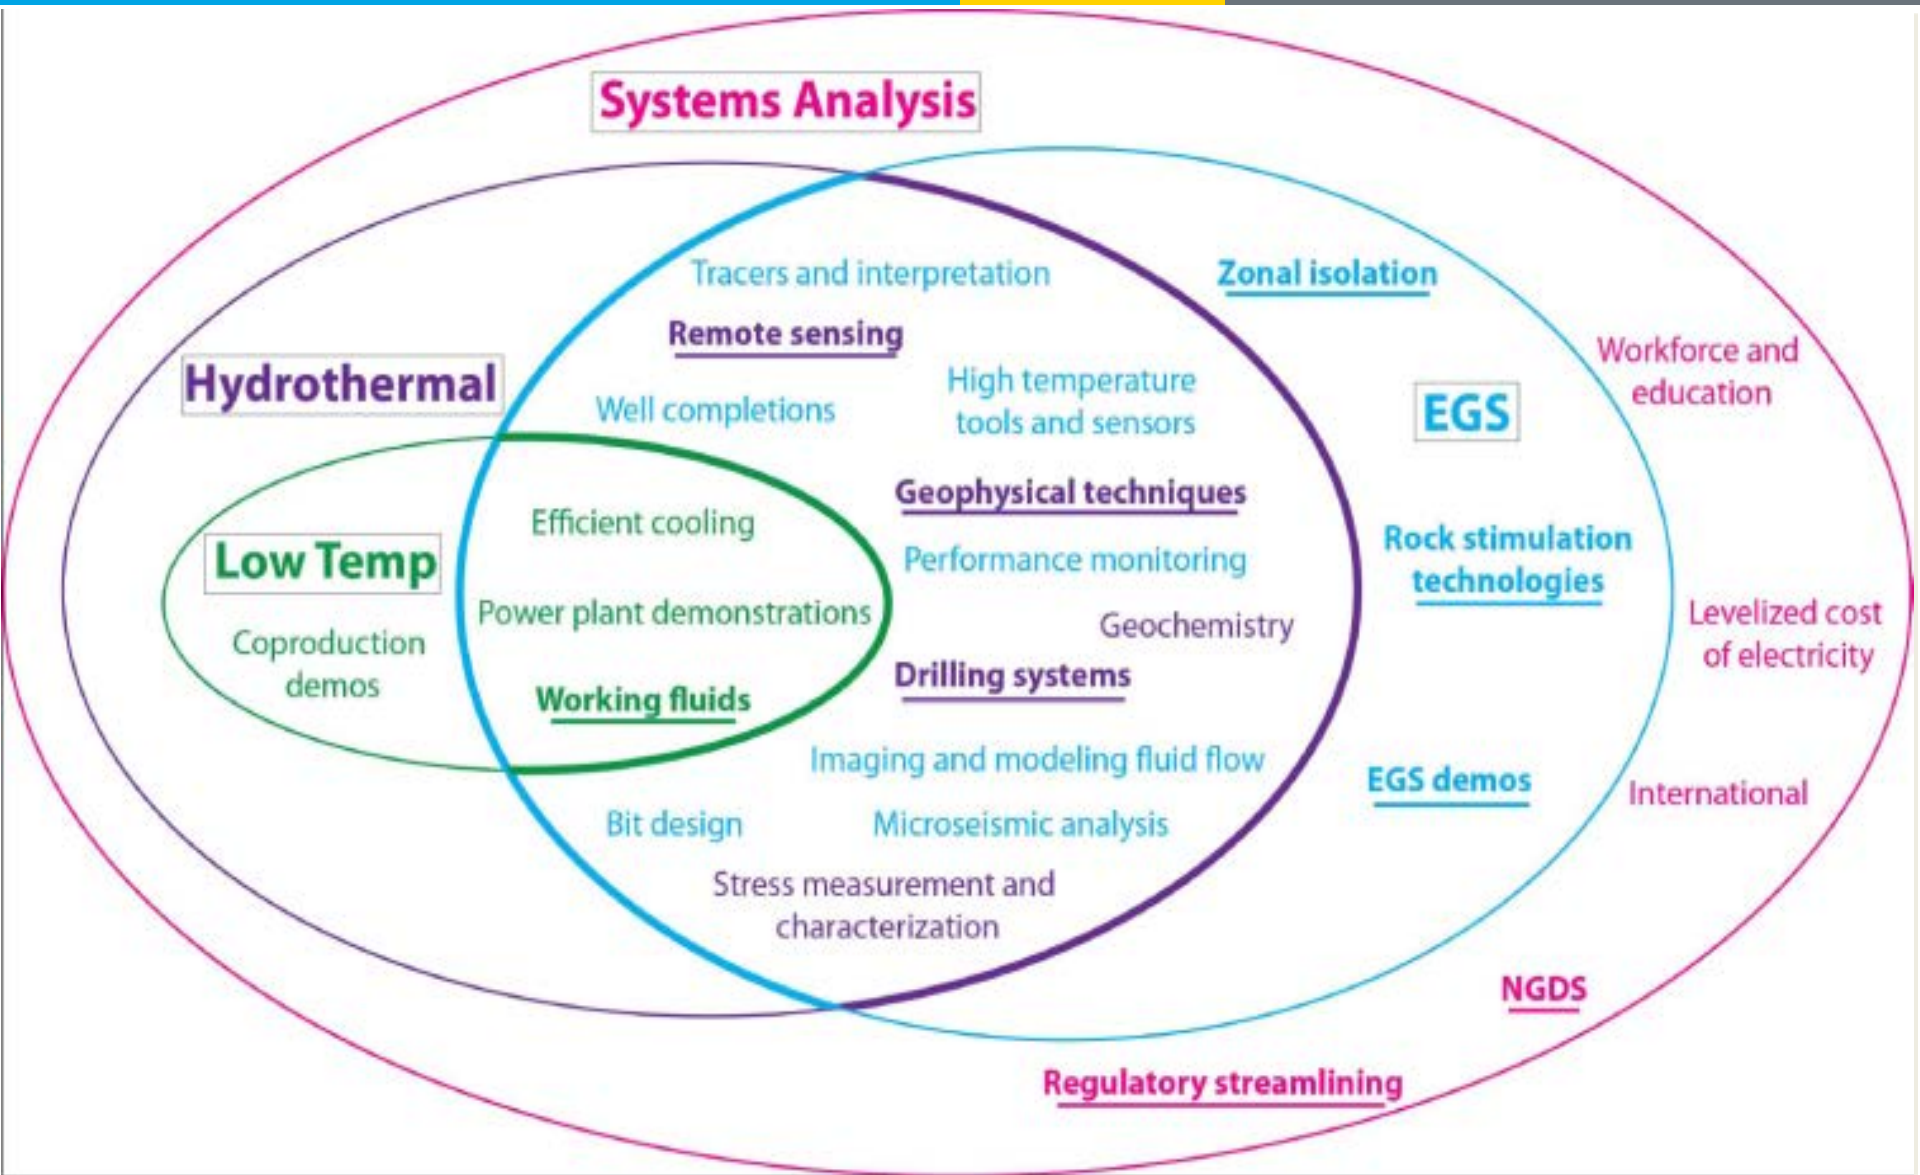 Systems Analysis
Tracers and interpretation
Zonal isolation
Remote sensing
Workforce and
education
Hydrothermal
High temperature
tools and sensors
Well completions
EGS
Geophysical techniques
Efficient cooling
Rock stimulation
technologies
Low Temp
Performance monitoring
Power plant demonstrations
Geochemistry
Levelized cost
of electricity
Coproduction
demos
Drilling systems
Working fluids
Imaging and modeling fluid flow
EGS demos
International
Bit design
Microseismic analysis
Stress measurement and
characterization
NGDS
Regulatory streamlining